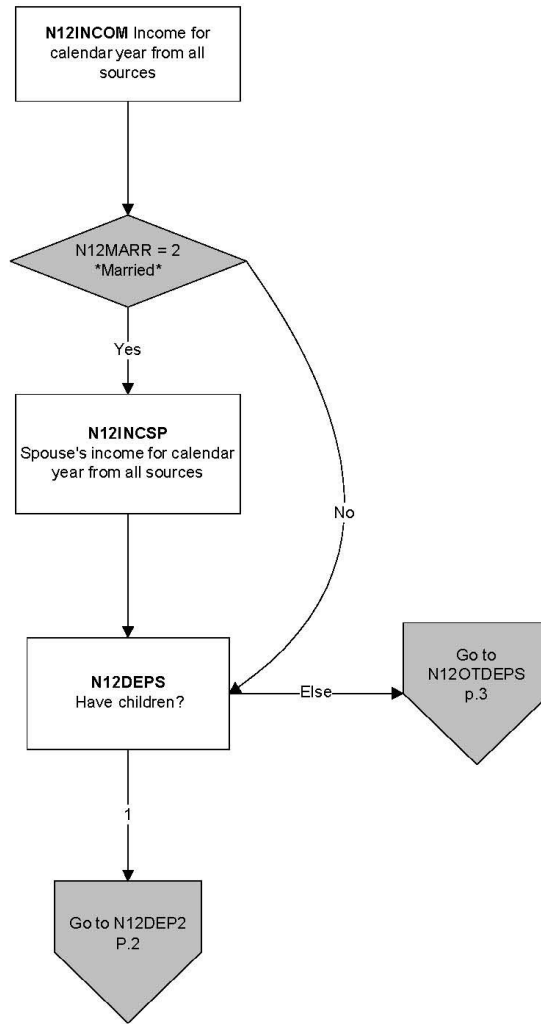 N12INCOM Income for
calendar year from all
sources
N12MARR = 2
*Married*
Yes
N12INCSP
Spouse's income for calendar
year from all sources
No
N12DEPS
Have children?
Else
Go to
N12OTDEPS
p.3
1
Go to N12DEP2
P.2